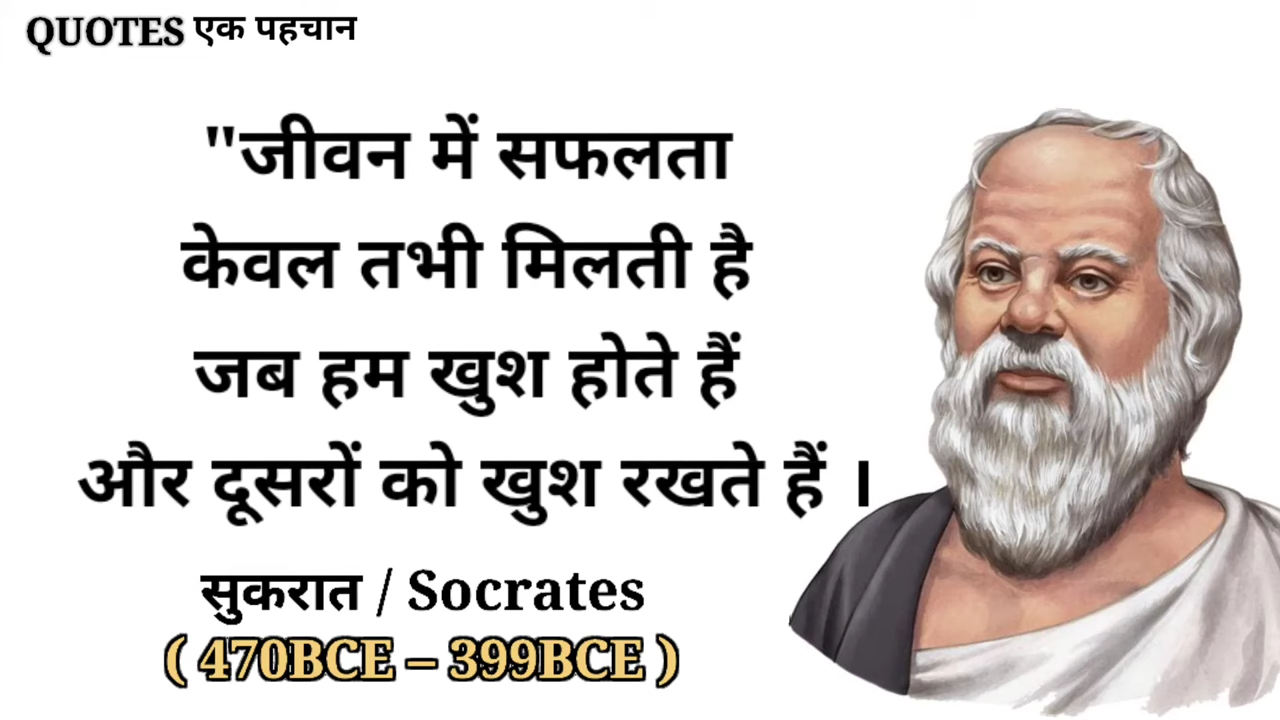 QUOTES एक पहचान
"जीवन में सफलता
केवल तभी मिलती है
जब हम खुश होते हैं
और दूसरों को खुश रखते हैं ।
सुकरात / Socrates
( 470BCE – 399BCE )